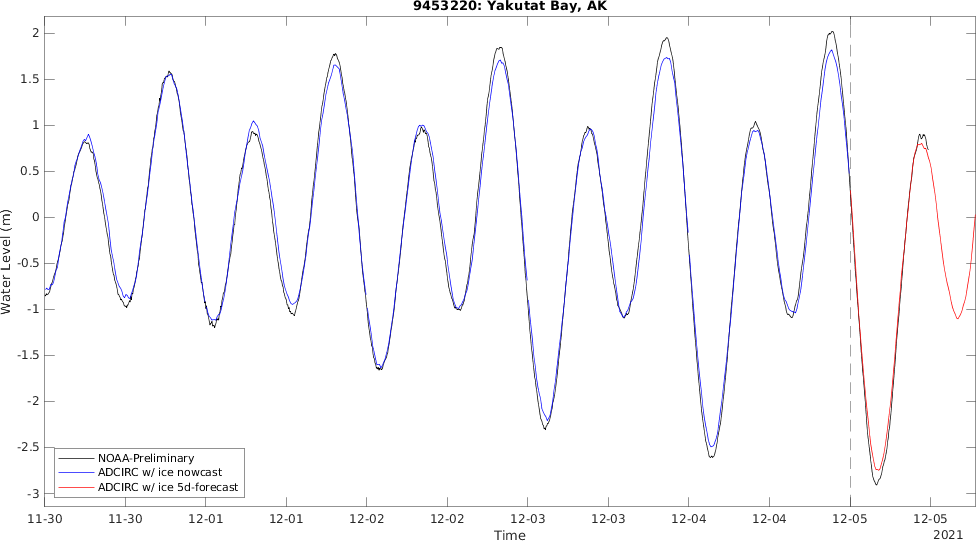 9453220: Yakutat Bay, AK
2
1.5
1
0.5
0
-0.5
-1
-1.5
-2
-2.5
-3
Water Level (m)
NOAA-Preliminary
ADCIRC w/ ice nowcast
ADCIRC w/ ice 5d-forecast
11-30 11-30 12-01 12-01 12-02 12-02 12-03 12-03 12-04 12-04 12-05 12-05
Time
2021